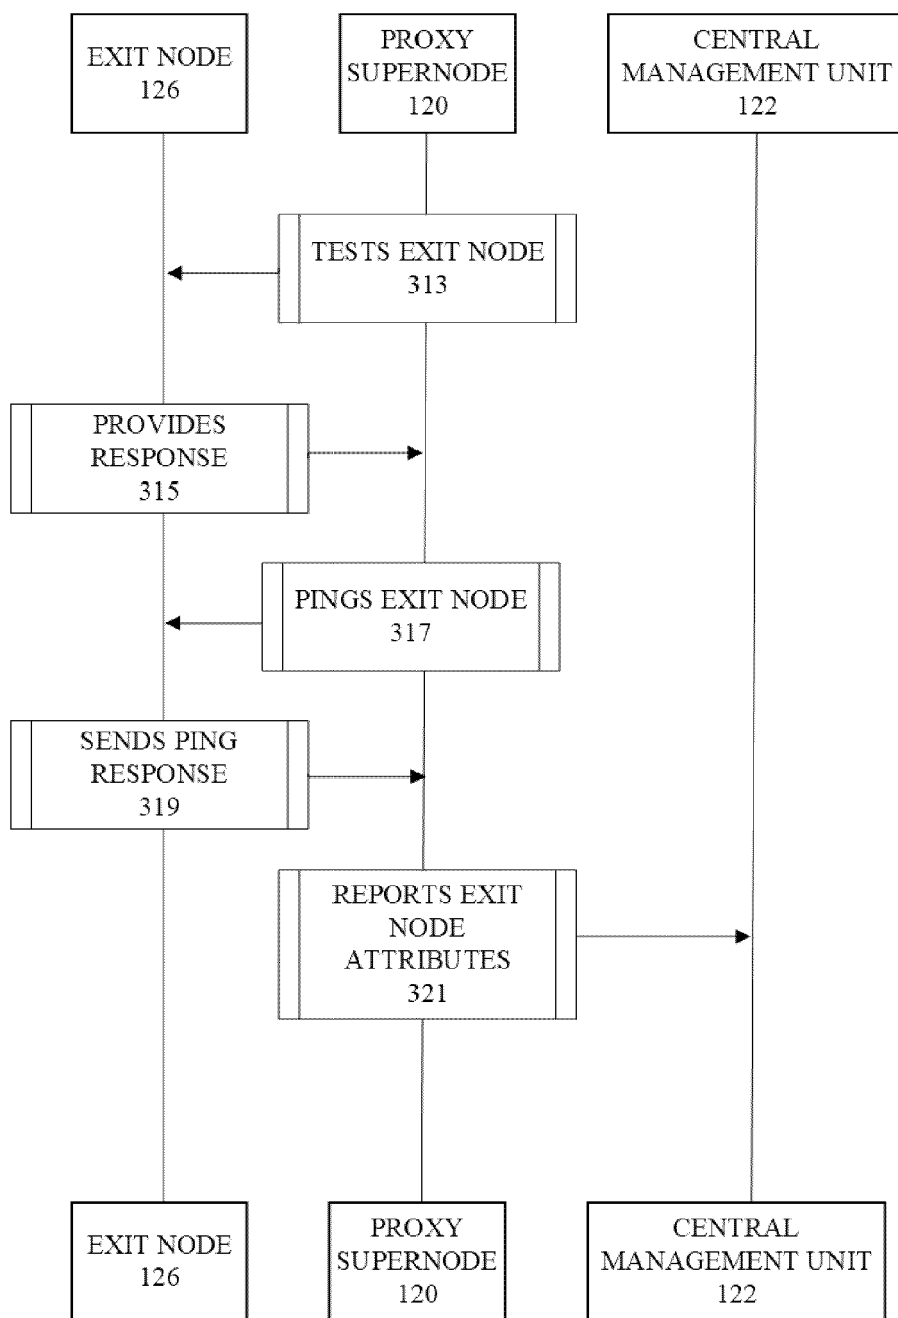 EXIT NODE
126
PROXY
SUPERNODE
120
CENTRAL
MANAGEMENT UNIT
122
TESTS EXIT NODE
313
PROVIDES
RESPONSE
315
PINGS EXIT NODE
317
SENDS PING
RESPONSE
319
REPORTS EXIT
NODE
ATTRIBUTES
321
EXIT NODE
126
PROXY
SUPERNODE
120
CENTRAL
MANAGEMENT UNIT
122